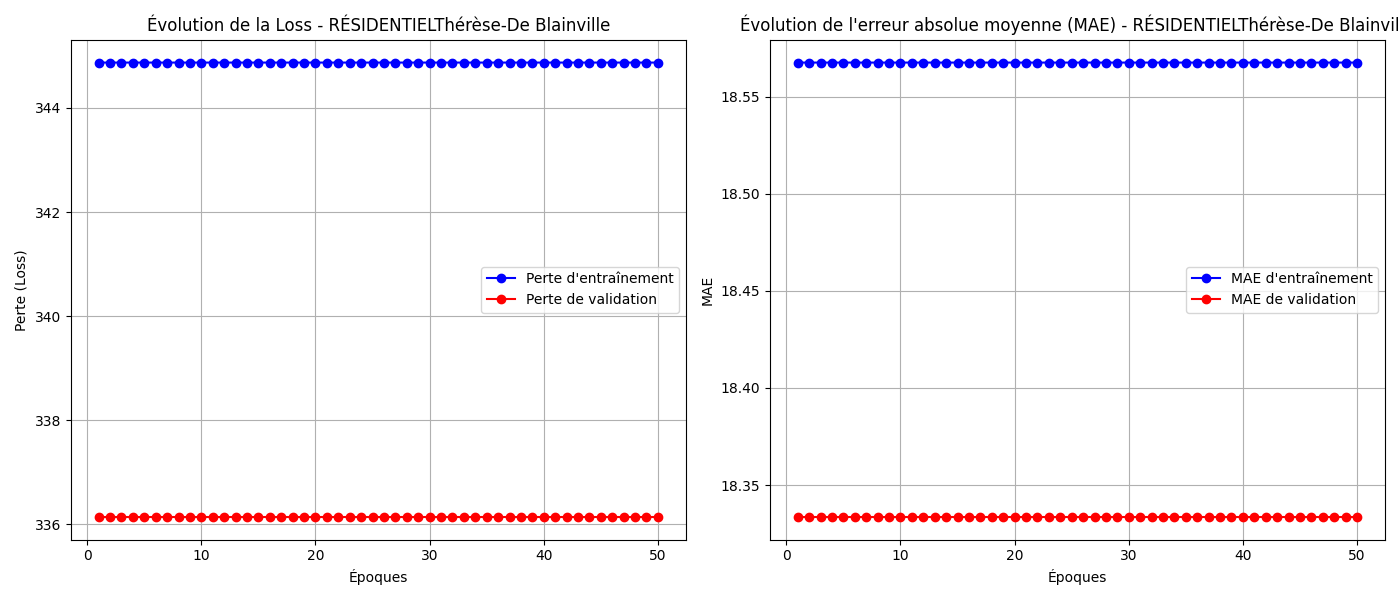 Évolution de la Loss - RÉSIDENTIELThérèse-De Blainville
344
342
340
338
336
Perte (Loss)
Perte d'entraînement
Perte de validation
0 10 20 30 40 50
Époques
Évolution de l'erreur absolue moyenne (MAE) - RÉSIDENTIELThérèse-De Blainvil
18.55
18.50
18.45
18.40
18.35
MAE
MAE d'entraînement
MAE de validation
0 10 20 30 40 50
Époques